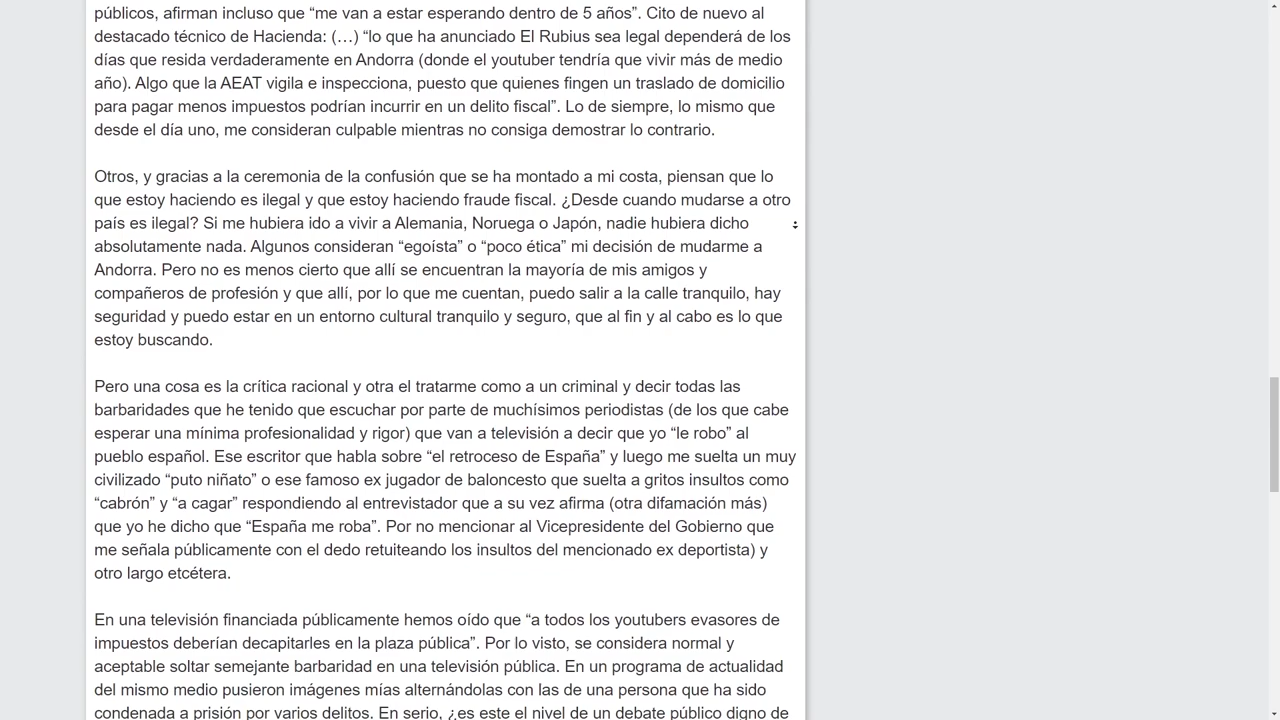 públicos, afirman incluso que “me van a estar esperando dentro de 5 años”. Cito de nuevo al
destacado técnico de Hacienda: (…) “lo que ha anunciado El Rubius sea legal dependerá de los
días que resida verdaderamente en Andorra (donde el youtuber tendría que vivir más de medio
año). Algo que la AEAT vigila e inspecciona, puesto que quienes fingen un traslado de domicilio
para pagar menos impuestos podrían incurrir en un delito fiscal”. Lo de siempre, lo mismo que
desde el día uno, me consideran culpable mientras no consiga demostrar lo contrario.
Otros, y gracias a la ceremonia de la confusión que se ha montado a mi costa, piensan que lo
que estoy haciendo es ilegal y que estoy haciendo fraude fiscal. ¿Desde cuando mudarse a otro
país es ilegal? Si me hubiera ido a vivir a Alemania, Noruega o Japón, nadie hubiera dicho
absolutamente nada. Algunos consideran “egoísta” o “poco ética” mi decisión de mudarme a
Andorra. Pero no es menos cierto que allí se encuentran la mayoría de mis amigos y
compañeros de profesión y que allí, por lo que me cuentan, puedo salir a la calle tranquilo, hay
seguridad y puedo estar en un entorno cultural tranquilo y seguro, que al fin y al cabo es lo que
estoy buscando.
Pero una cosa es la crítica racional y otra el tratarme como a un criminal y decir todas las
barbaridades que he tenido que escuchar por parte de muchísimos periodistas (de los que cabe
esperar una mínima profesionalidad y rigor) que van a televisión a decir que yo “le robo” al
pueblo español. Ese escritor que habla sobre “el retroceso de España” y luego me suelta un muy
civilizado “puto niñato” o ese famoso ex jugador de baloncesto que suelta a gritos insultos como
“cabrón” y “a cagar” respondiendo al entrevistador que a su vez afirma (otra difamación más)
que yo he dicho que “España me roba”. Por no mencionar al Vicepresidente del Gobierno que
me señala públicamente con el dedo retuiteando los insultos del mencionado ex deportista) y
otro largo etcétera.
En una televisión financiada públicamente hemos oído que “a todos los youtubers evasores de
impuestos deberían decapitarles en la plaza pública”. Por lo visto, se considera normal y
aceptable soltar semejante barbaridad en una televisión pública. En un programa de actualidad
del mismo medio pusieron imágenes mías alternándolas con las de una persona que ha sido
condenada a prisión por varios delitos. En serio, ¿es este el nivel de un debate público digno de